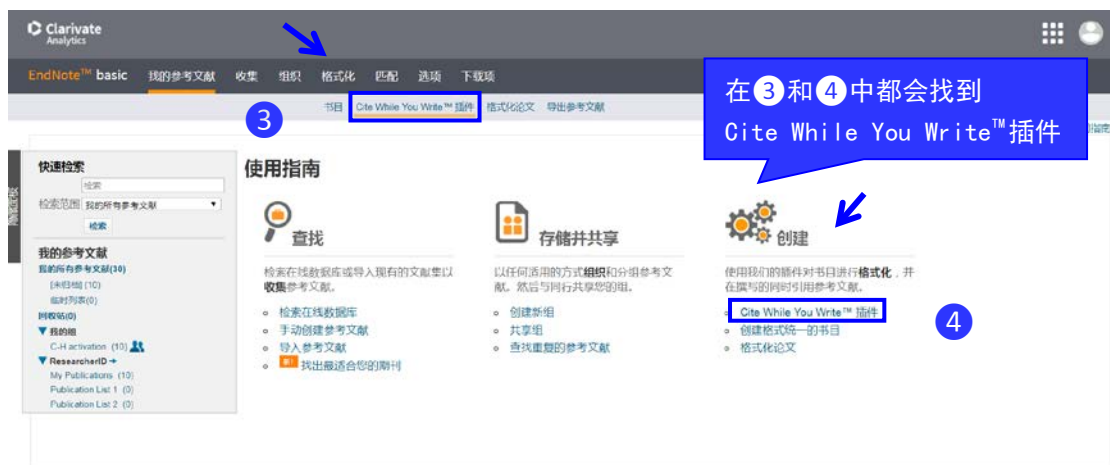 Clarivate
Analytics
EndNote™ basic 我的参考文献 收集 组织 格式化 匹配 选项 下载项
书目 Cite While You Write™ 插件 格式化论文 导出参考文献
3
在3和4中都会找到
Cite While You Write™插件
快速检索
检索
检索范围 我的所有参考文献
检索
我的参考文献
我的所有参考文献(30)
[未归档] (10)
临时列表(0)
回收站(0)
我的组
C-H activation (10)
ResearcherID
My Publications (10)
Publication List 1 (0)
Publication List 2 (0)
使用指南
查找
检索在线数据库或导入现有的文献集以
收集参考文献。
检索在线数据库
手动创建参考文献
导入参考文献
找出最适合您的期刊
存储并共享
以任何适用的方式组织和分组参考文
献。然后与同行共享您的组。
创建新组
共享组
查找重复的参考文献
创建
使用我们的插件对书目进行格式化，并
在撰写的同时引用参考文献。
Cite While You Write™ 插件
创建格式统一的书目
格式化论文
4